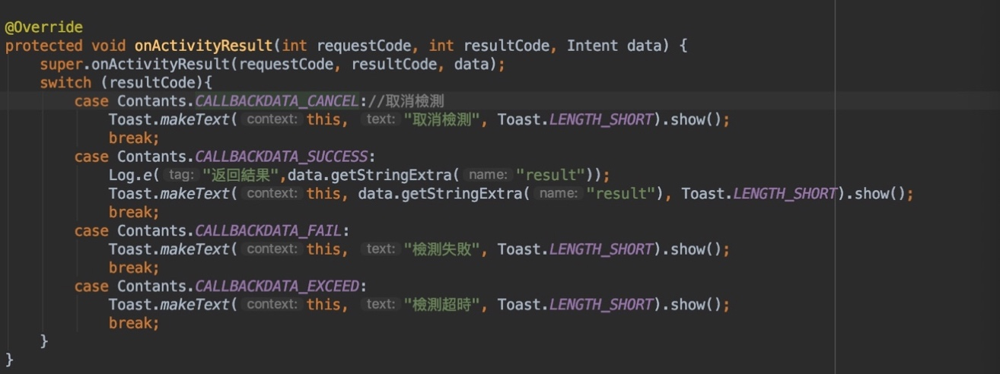 @Override
protected void onActivityResult(int requestCode, int resultCode, Intent data) {
super.onActivityResult(requestCode, resultCode, data);
switch (resultCode){
case Contants.CALLBACKDATA_CANCEL://取消檢測
Toast.makeText( context: this, text: "取消檢測", Toast.LENGTH_SHORT).show();
break;
case Contants.CALLBACKDATA_SUCCESS:
Log.e( tag: "返回結果",data.getStringExtra( name: "result"));
Toast.makeText( context: this, data.getStringExtra( name: "result"), Toast.LENGTH_SHORT).show();
break;
case Contants.CALLBACKDATA_FAIL:
Toast.makeText( context: this, text: "檢測失敗", Toast.LENGTH_SHORT).show();
break;
case Contants.CALLBACKDATA_EXCEED:
Toast.makeText( context: this, text: "檢測超時", Toast.LENGTH_SHORT).show();
break;
}
}